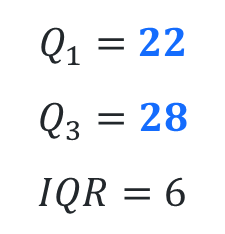 Q₁ = 22
Q₃ = 28
IQR = 6